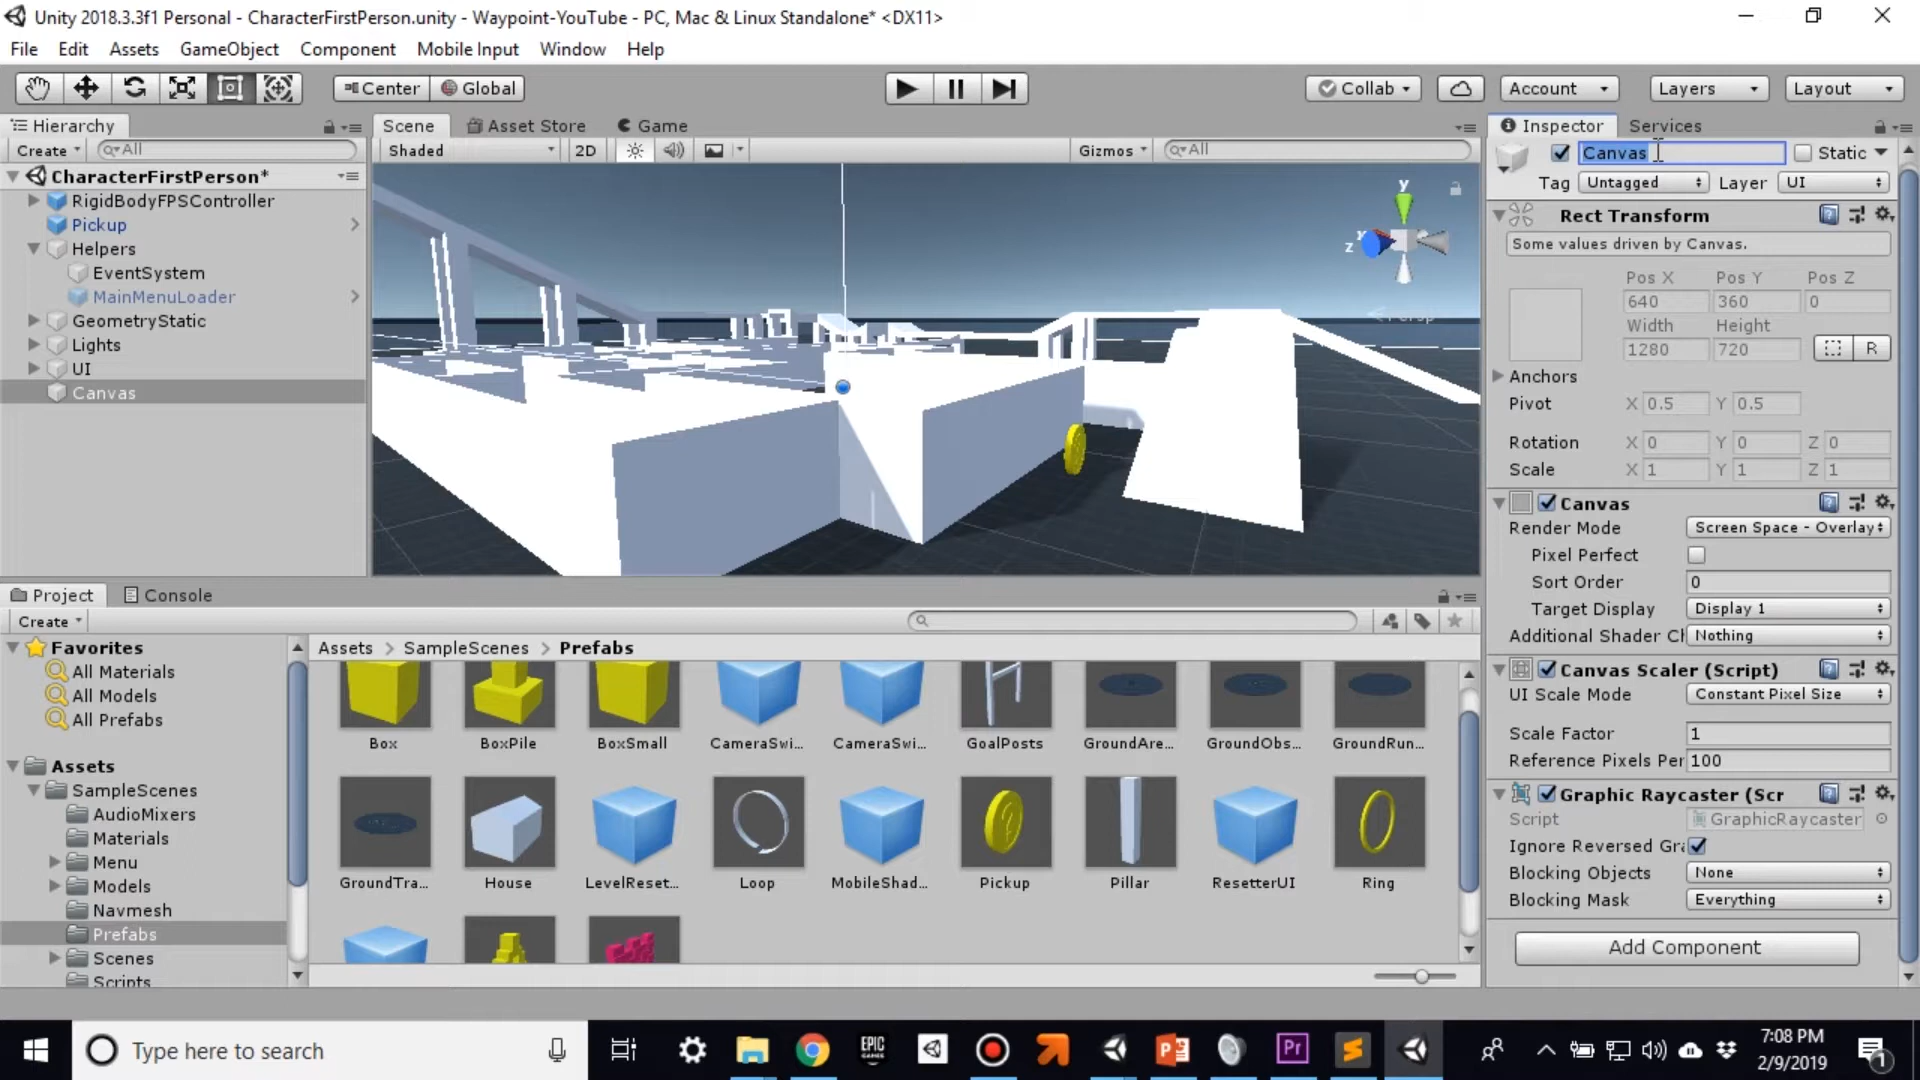 Unity 2018.3.3f1 Personal - CharacterFirstPerson.unity - Waypoint-YouTube - PC, Mac & Linux Standalone* <DX11>
File Edit Assets GameObject Component Mobile Input Window Help
Center Global Collab Account Layers Layout
Hierarchy
Create All
CharacterFirstPerson*
RigidBodyFPSController
Pickup
Helpers
EventSystem
MainMenuLoader
GeometryStatic
Lights
UI
Canvas
Scene Asset Store Game
Shaded 2D Gizmos All
y
z
Persp
Inspector Services
Canvas Static
Tag Untagged Layer UI
Rect Transform
Some values driven by Canvas.
Pos X Pos Y Pos Z
640 360 0
Width Height
1280 720 R
Anchors
Pivot X 0.5 Y 0.5
Rotation X 0 Y 0 Z 0
Scale X 1 Y 1 Z 1
Canvas
Render Mode Screen Space - Overlay
Pixel Perfect
Sort Order 0
Target Display Display 1
Additional Shader Cl Nothing
Canvas Scaler (Script)
UI Scale Mode Constant Pixel Size
Scale Factor 1
Reference Pixels Per 100
Graphic Raycaster (Scr
Script GraphicRaycaster
Ignore Reversed Gra
Blocking Objects None
Blocking Mask Everything
Add Component
Project Console
Create
Favorites
All Materials
All Models
All Prefabs
Assets
SampleScenes
AudioMixers
Materials
Menu
Models
Navmesh
Prefabs
Scenes
Scripts
Assets > SampleScenes > Prefabs
Box BoxPile BoxSmall CameraSwi... CameraSwi... GoalPosts GroundAre... GroundObs... GroundRun...
GroundTra... House LevelReset... Loop MobileShad... Pickup Pillar ResetterUI Ring
Type here to search
EPIC GAMES
Pr
7:08 PM
2/9/2019
1